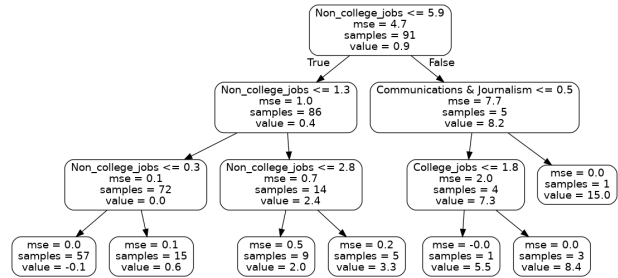 Non_college_jobs <= 5.9
mse = 4.7
samples = 91
value = 0.9
True
False
Non_college_jobs <= 1.3
mse = 1.0
samples = 86
value = 0.4
Communications & Journalism <= 0.5
mse = 7.7
samples = 5
value = 8.2
Non_college_jobs <= 0.3
mse = 0.1
samples = 72
value = 0.0
Non_college_jobs <= 2.8
mse = 0.7
samples = 14
value = 2.4
College_jobs <= 1.8
mse = 2.0
samples = 4
value = 7.3
mse = 0.0
samples = 1
value = 15.0
mse = 0.0
samples = 57
value = -0.1
mse = 0.1
samples = 15
value = 0.6
mse = 0.5
samples = 9
value = 2.0
mse = 0.2
samples = 5
value = 3.3
mse = -0.0
samples = 1
value = 5.5
mse = 0.0
samples = 3
value = 8.4